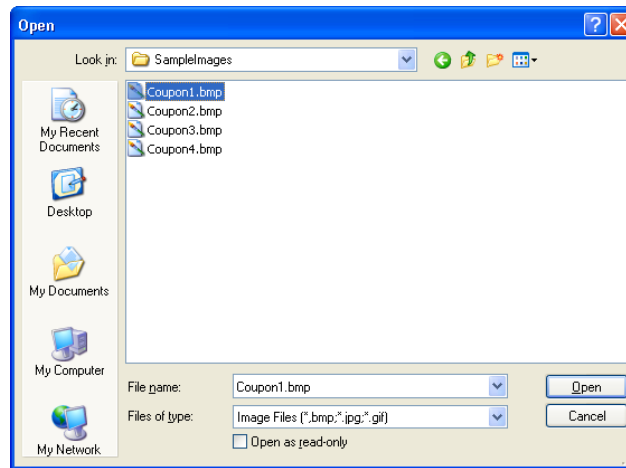 Open
Look in: SampleImages
Coupon1.bmp
Coupon2.bmp
Coupon3.bmp
Coupon4.bmp
My Recent
Documents
Desktop
My Documents
My Computer
My Network
File name: Coupon1.bmp Open
Files of type: Image Files (*,bmp;*.jpg;*.gif) Cancel
Open as read-only